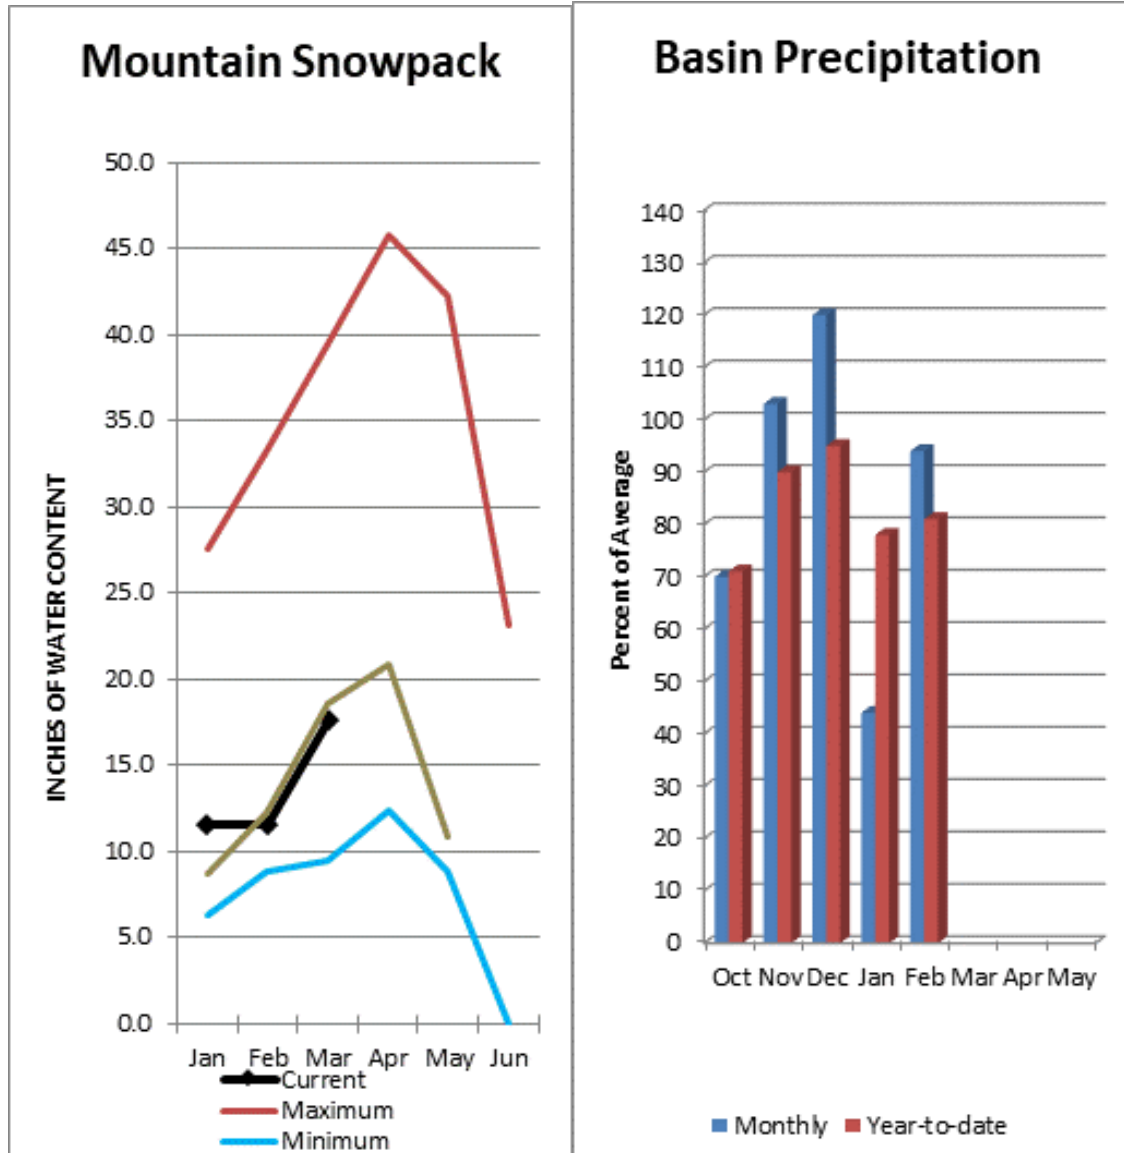 Mountain Snowpack
INCHES OF WATER CONTENT
50.0
45.0
40.0
35.0
30.0
25.0
20.0
15.0
10.0
5.0
0.0
Jan Feb Mar Apr May Jun
Current
Maximum
Minimum
Basin Precipitation
Percent of Average
140
130
120
110
100
90
80
70
60
50
40
30
20
10
0
Oct Nov Dec Jan Feb Mar Apr May
Monthly Year-to-date